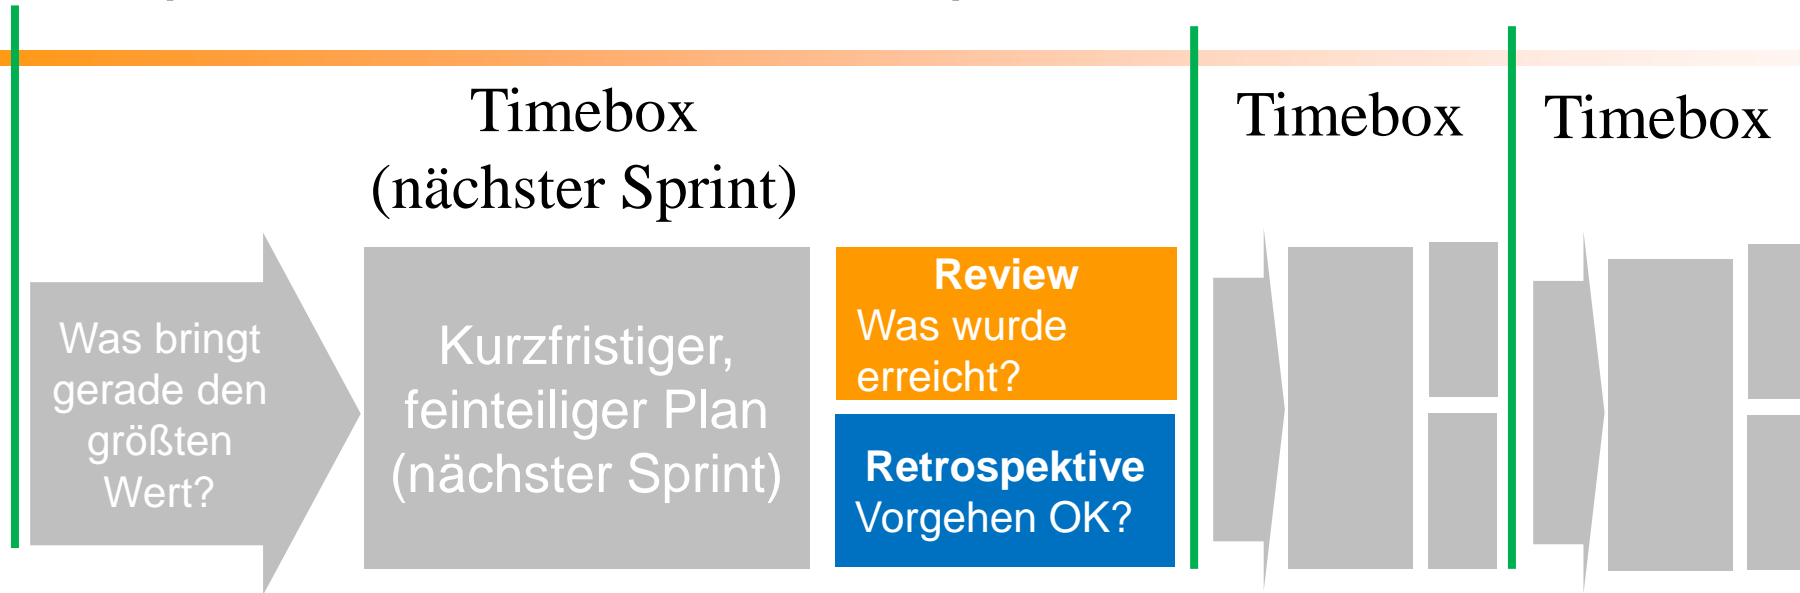 Timebox
(nächster Sprint)
Timebox
Timebox
Was bringt
gerade den
größten
Wert?
Kurzfristiger,
feinteiliger Plan
(nächster Sprint)
Review
Was wurde
erreicht?
Retrospektive
Vorgehen OK?